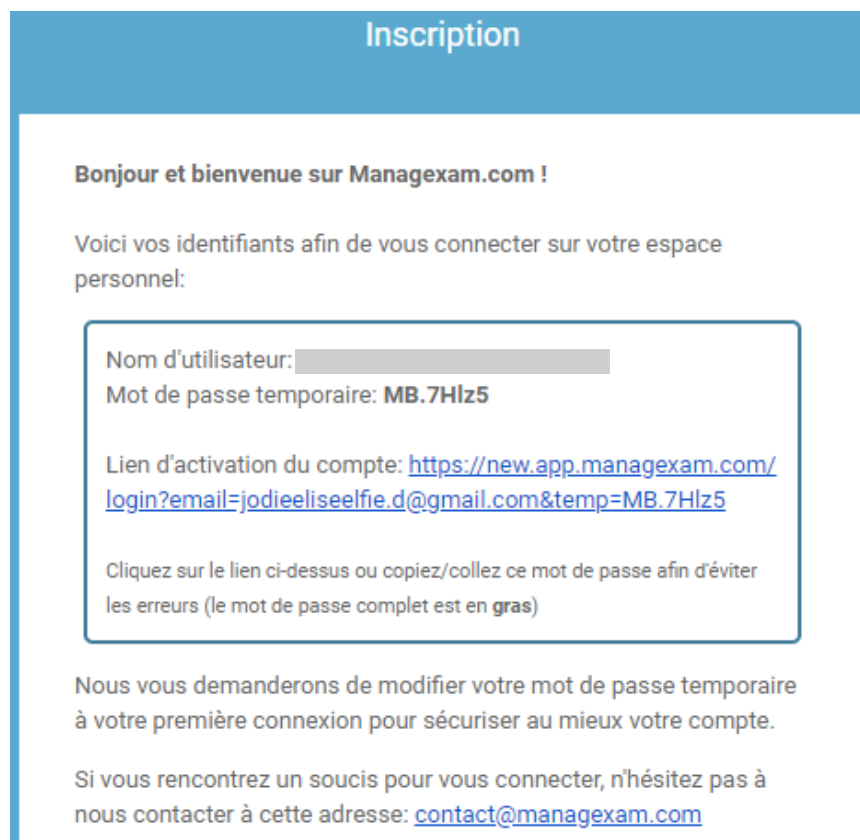 Inscription
Bonjour et bienvenue sur Managexam.com !
Voici vos identifiants afin de vous connecter sur votre espace
personnel:
Nom d'utilisateur:
Mot de passe temporaire: MB.7Hlz5
Lien d'activation du compte: https://new.app.managexam.com/
login?email=jodieeliseelfie.d@gmail.com&temp=MB.7Hlz5
Cliquez sur le lien ci-dessus ou copiez/collez ce mot de passe afin d'éviter
les erreurs (le mot de passe complet est en gras)
Nous vous demanderons de modifier votre mot de passe temporaire
à votre première connexion pour sécuriser au mieux votre compte.
Si vous rencontrez un soucis pour vous connecter, n'hésitez pas à
nous contacter à cette adresse: contact@managexam.com